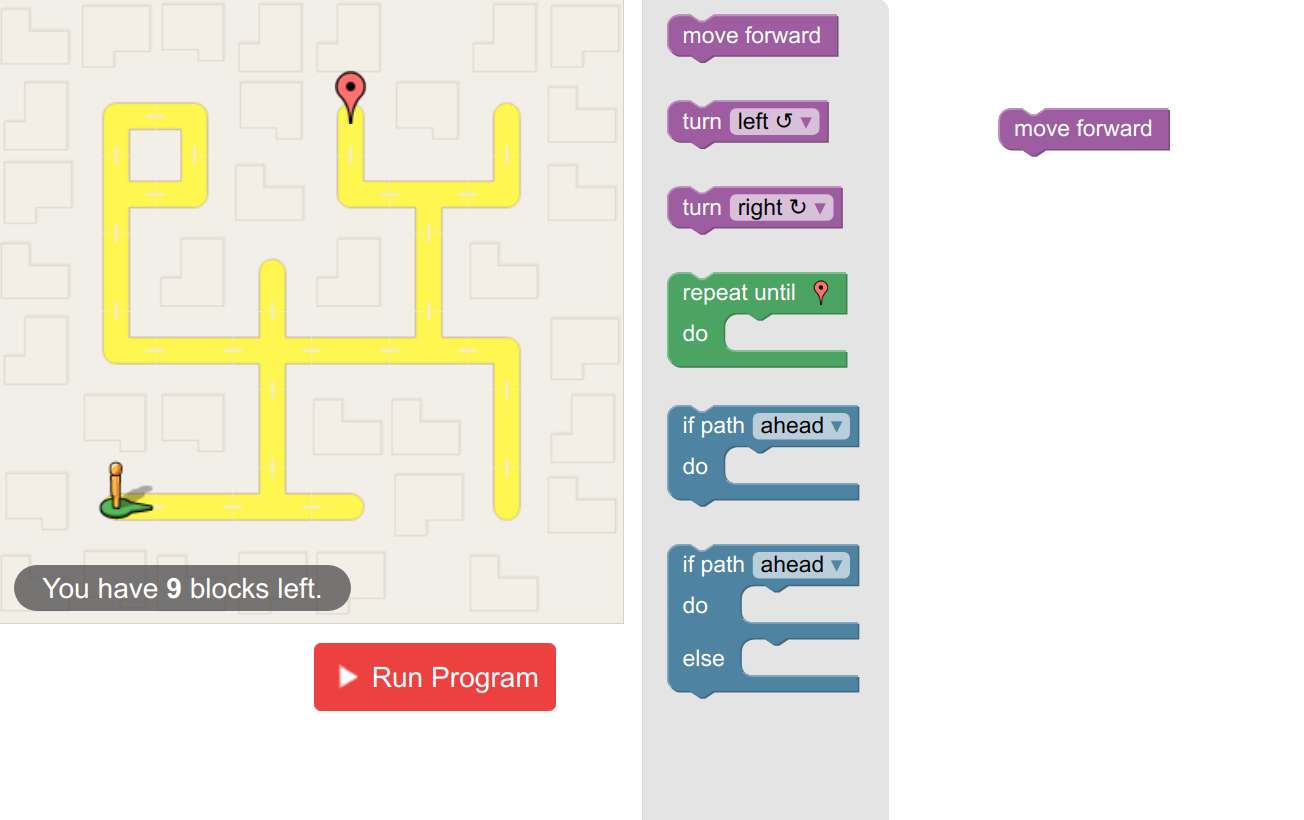 You have 9 blocks left.
Run Program
move forward
turn left ↺ ▾
turn right ↻ ▾
repeat until
do
if path ahead ▾
do
if path ahead ▾
do
else
move forward